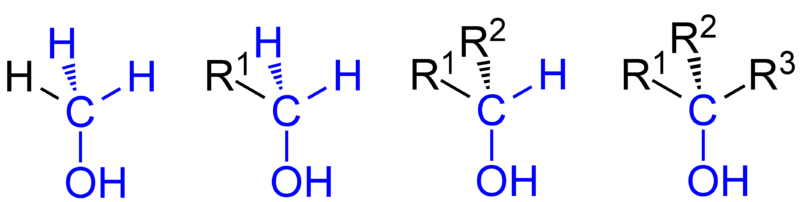 H H H C OH
R¹ H H C OH
R¹ R² H C OH
R¹ R² R³ C OH